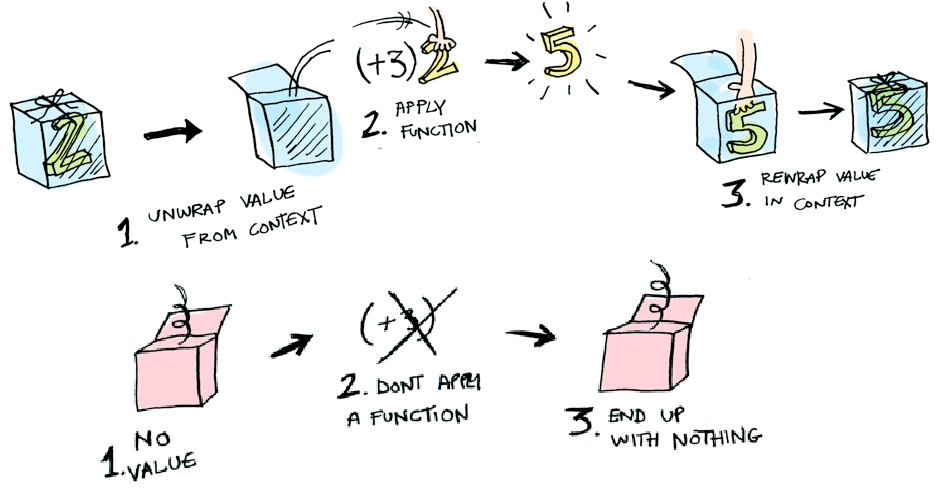 2
(+3) 2
5
5
5
1. UNWRAP VALUE
FROM CONTEXT
2. APPLY
FUNCTION
3. REWRAP VALUE
IN CONTEXT
(+3)
1. NO
VALUE
2. DONT APPLY
A FUNCTION
3. END UP
WITH NOTHING